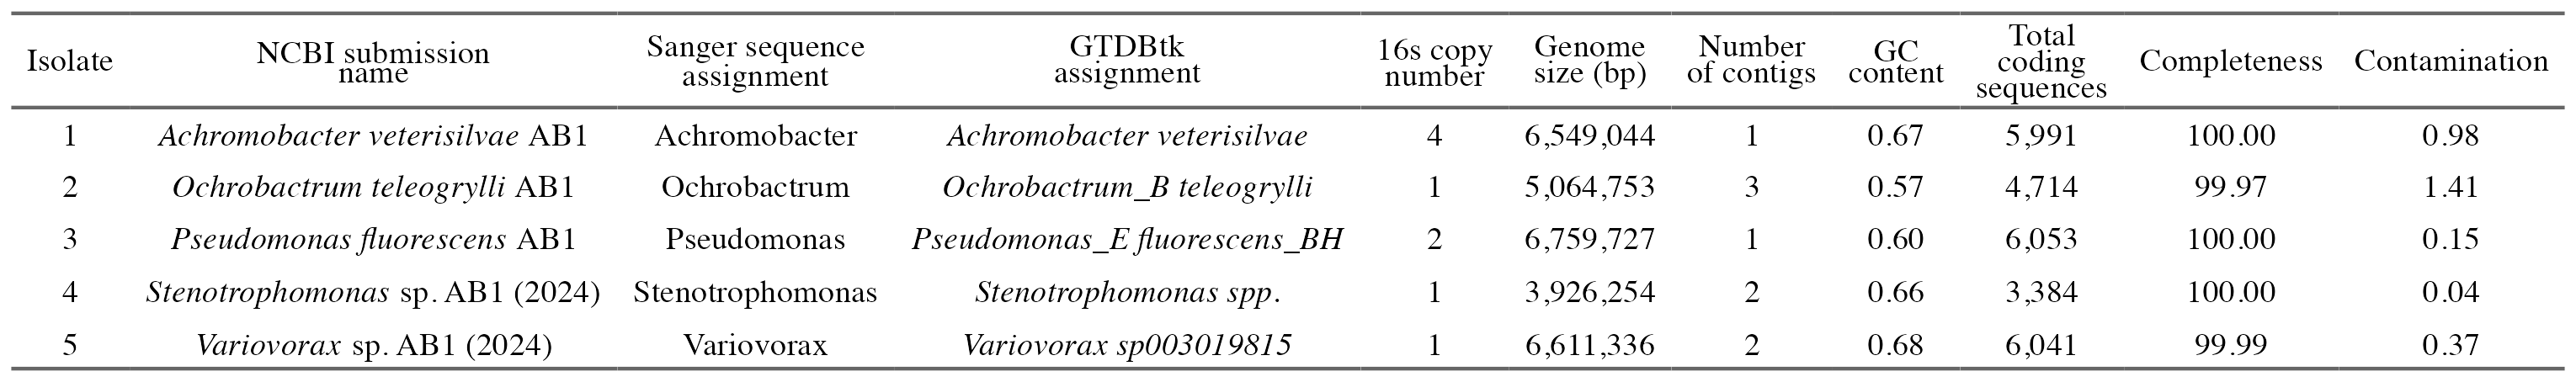 Isolate NCBI submission name Sanger sequence assignment GTDBtk assignment 16s copy number Genome size (bp) Number of contigs GC content Total coding sequences Completeness Contamination
1 Achromobacter veterisilvae AB1 Achromobacter Achromobacter veterisilvae 4 6,549,044 1 0.67 5,991 100.00 0.98
2 Ochrobactrum teleogrylli AB1 Ochrobactrum Ochrobactrum_B teleogrylli 1 5,064,753 3 0.57 4,714 99.97 1.41
3 Pseudomonas fluorescens AB1 Pseudomonas Pseudomonas_E fluorescens_BH 2 6,759,727 1 0.60 6,053 100.00 0.15
4 Stenotrophomonas sp. AB1 (2024) Stenotrophomonas Stenotrophomonas spp. 1 3,926,254 2 0.66 3,384 100.00 0.04
5 Variovorax sp. AB1 (2024) Variovorax Variovorax sp003019815 1 6,611,336 2 0.68 6,041 99.99 0.37